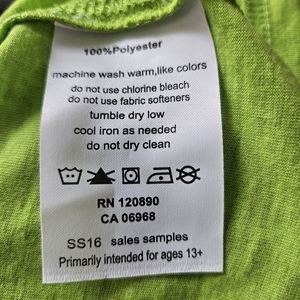 100%Polyester
machine wash warm,like colors
do not use chlorine bleach
do not use fabric softeners
tumble dry low
cool iron as needed
do not dry clean
RN 120890
CA 06968
SS16 sales samples
Primarily intended for ages 13+